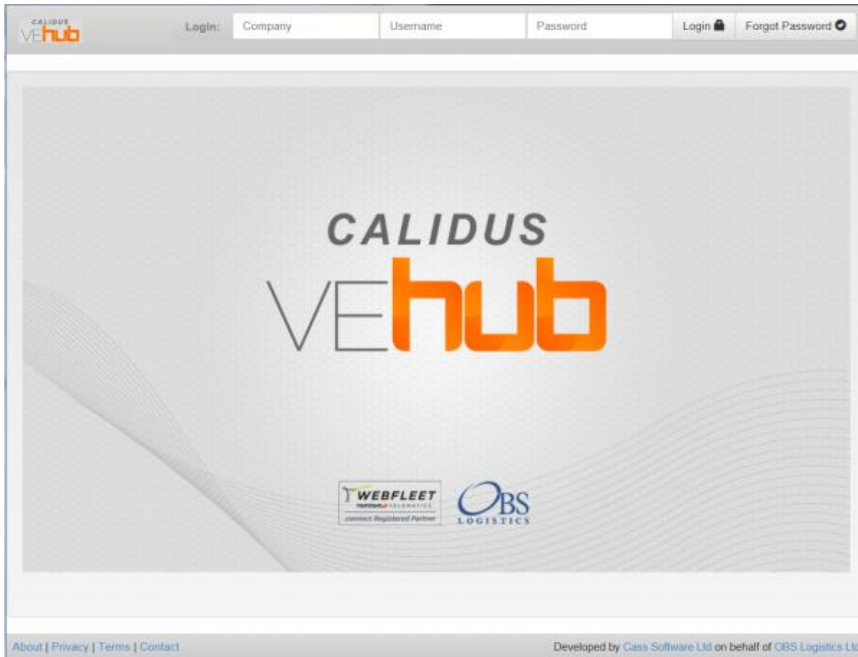 CALIDUS
VEhub
Login: Company Username Password Login Forgot Password
CALIDUS
VEhub
WEBFLEET
TELEMATICS
connect Registered Partner
OBS
LOGISTICS
About | Privacy | Terms | Contact Developed by Cass Software Ltd on behalf of OBS Logistics Ltd